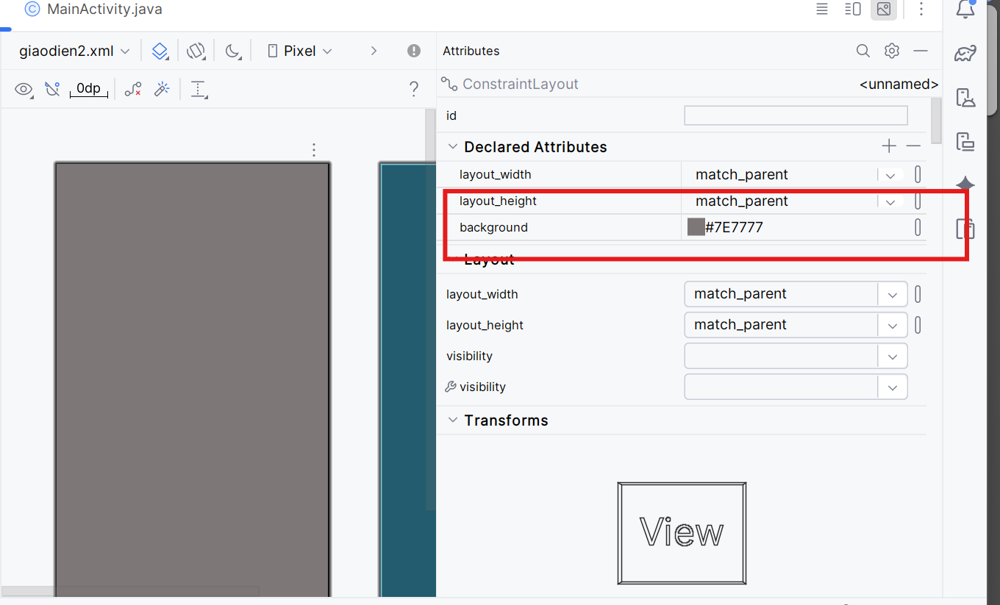 MainActivity.java
giaodien2.xml
Pixel
Attributes
0dp
?
ConstraintLayout
<unnamed>
id
Declared Attributes
layout_width
match_parent
layout_height
match_parent
background
#7E7777
Layout
layout_width
match_parent
layout_height
match_parent
visibility
visibility
Transforms
View